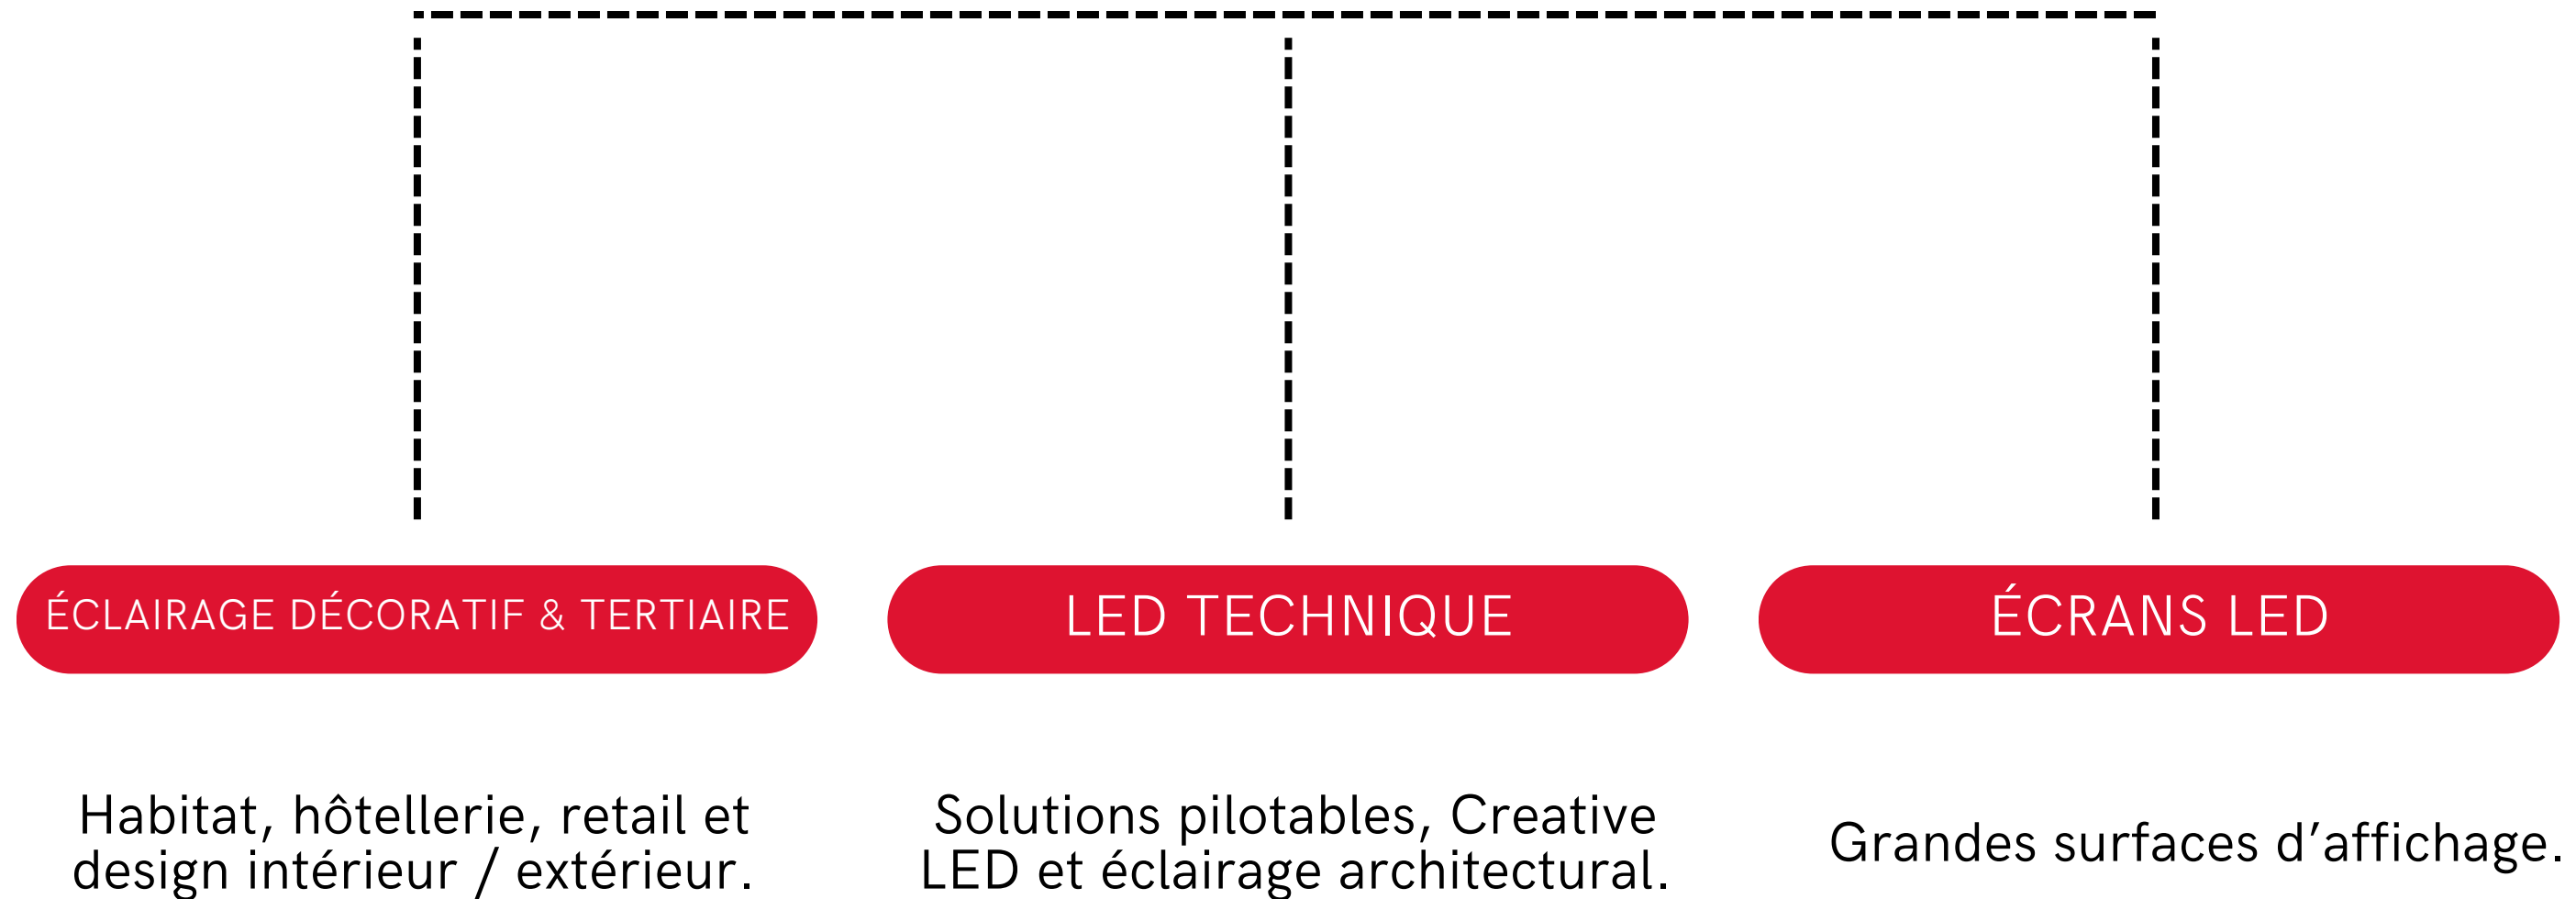 ÉCLAIRAGE DÉCORATIF & TERTIAIRE
Habitat, hôtellerie, retail et
design intérieur / extérieur.
LED TECHNIQUE
Solutions pilotables, Creative
LED et éclairage architectural.
ÉCRANS LED
Grandes surfaces d’affichage.